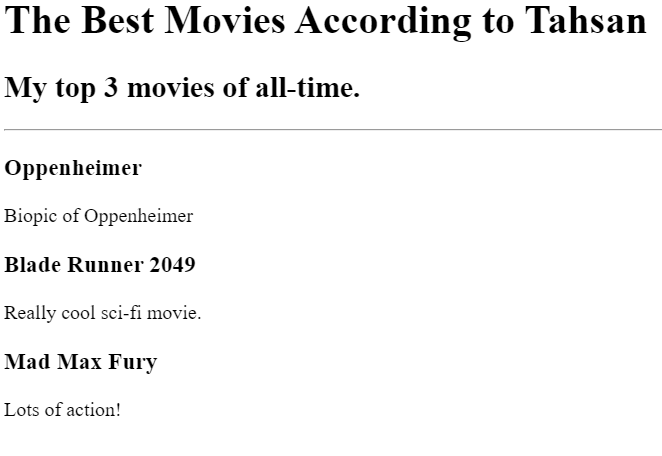 The Best Movies According to Tahsan
My top 3 movies of all-time.
Oppenheimer
Biopic of Oppenheimer
Blade Runner 2049
Really cool sci-fi movie.
Mad Max Fury
Lots of action!